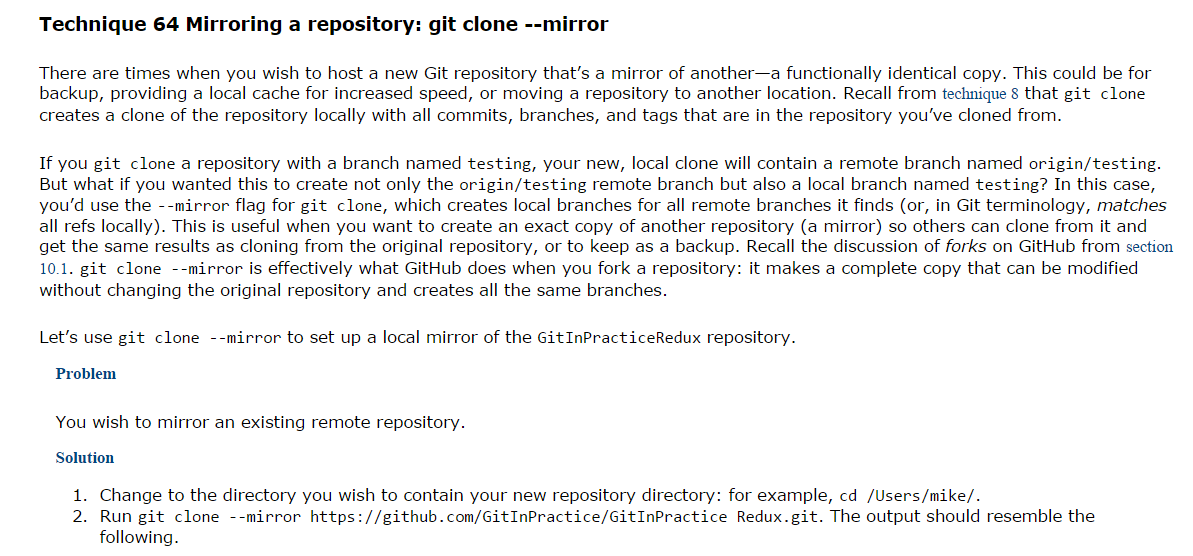 Technique 64 Mirroring a repository: git clone --mirror
There are times when you wish to host a new Git repository that’s a mirror of another—a functionally identical copy. This could be for
backup, providing a local cache for increased speed, or moving a repository to another location. Recall from technique 8 that git clone
creates a clone of the repository locally with all commits, branches, and tags that are in the repository you’ve cloned from.
If you git clone a repository with a branch named testing, your new, local clone will contain a remote branch named origin/testing.
But what if you wanted this to create not only the origin/testing remote branch but also a local branch named testing? In this case,
you’d use the --mirror flag for git clone, which creates local branches for all remote branches it finds (or, in Git terminology, matches
all refs locally). This is useful when you want to create an exact copy of another repository (a mirror) so others can clone from it and
get the same results as cloning from the original repository, or to keep as a backup. Recall the discussion of forks on GitHub from section
10.1. git clone --mirror is effectively what GitHub does when you fork a repository: it makes a complete copy that can be modified
without changing the original repository and creates all the same branches.
Let’s use git clone --mirror to set up a local mirror of the GitInPracticeRedux repository.
Problem
You wish to mirror an existing remote repository.
Solution
1. Change to the directory you wish to contain your new repository directory: for example, cd /Users/mike/.
2. Run git clone --mirror https://github.com/GitInPractice/GitInPractice Redux.git. The output should resemble the
following.